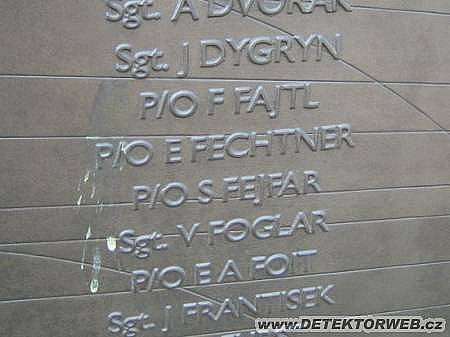 Sgt. A DVORAK
Sgt. J DYGRYN
P/O F FAJTL
P/O E FECHTNER
P/O S FEJFAR
Sgt. V FOGLAR
P/O E A FOIT
Sgt. J FRANTISEK
WWW.DETEKTORWEB.CZ